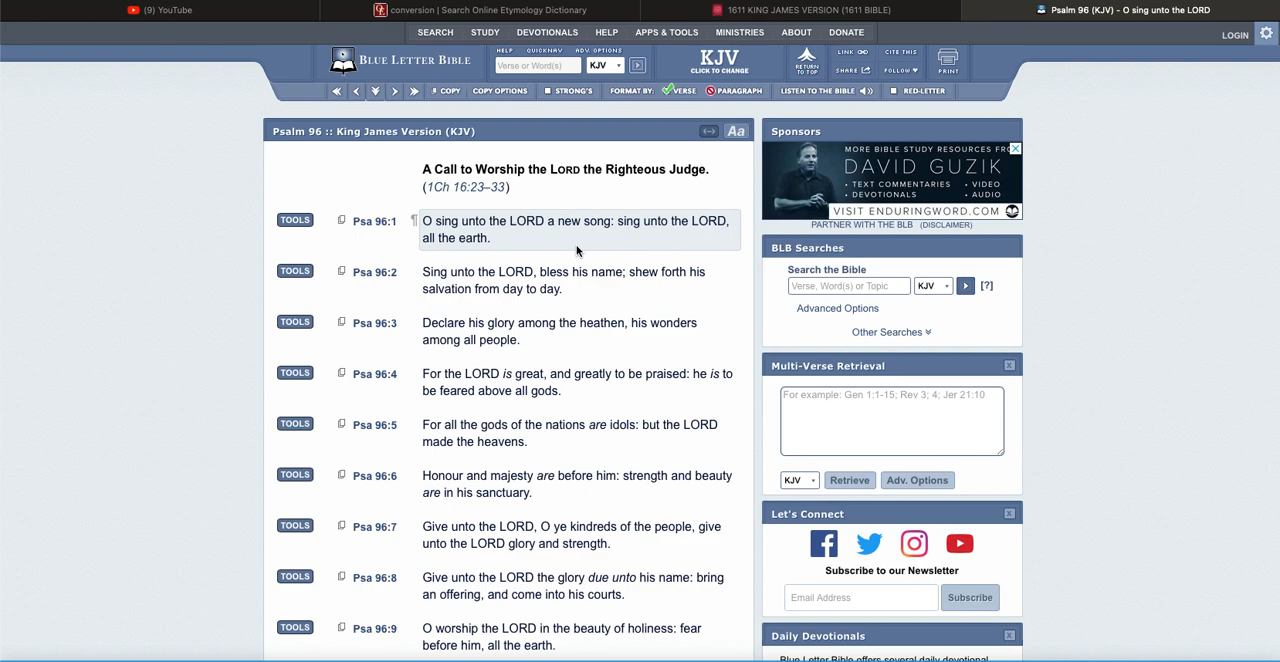 (9) YouTube
conversion | Search Online Etymology Dictionary
1611 KING JAMES VERSION (1611 BIBLE)
Psalm 96 (KJV) - O sing unto the LORD
SEARCH STUDY DEVOTIONALS HELP APPS & TOOLS MINISTRIES ABOUT DONATE
LOGIN
BLUE LETTER BIBLE
HELP QUICKNAV ADV. OPTIONS
Verse or Word(s) KJV
KJV
CLICK TO CHANGE
RETURN
TO TOP
LINK CITE THIS
SHARE FOLLOW
PRINT
COPY COPY OPTIONS STRONG'S FORMAT BY: VERSE PARAGRAPH LISTEN TO THE BIBLE RED-LETTER
Psalm 96 :: King James Version (KJV)
Aa
A Call to Worship the LORD the Righteous Judge.
(1Ch 16:23–33)
TOOLS Psa 96:1 ¶ O sing unto the LORD a new song: sing unto the LORD,
all the earth.
TOOLS Psa 96:2 Sing unto the LORD, bless his name; shew forth his
salvation from day to day.
TOOLS Psa 96:3 Declare his glory among the heathen, his wonders
among all people.
TOOLS Psa 96:4 For the LORD is great, and greatly to be praised: he is to
be feared above all gods.
TOOLS Psa 96:5 For all the gods of the nations are idols: but the LORD
made the heavens.
TOOLS Psa 96:6 Honour and majesty are before him: strength and beauty
are in his sanctuary.
TOOLS Psa 96:7 Give unto the LORD, O ye kindreds of the people, give
unto the LORD glory and strength.
TOOLS Psa 96:8 Give unto the LORD the glory due unto his name: bring
an offering, and come into his courts.
TOOLS Psa 96:9 O worship the LORD in the beauty of holiness: fear
before him, all the earth.
Sponsors
MORE BIBLE STUDY RESOURCES FR
DAVID GUZIK
• TEXT COMMENTARIES • VIDEO
• DEVOTIONALS • AUDIO
VISIT ENDURINGWORD.COM
PARTNER WITH THE BLB (DISCLAIMER)
BLB Searches
Search the Bible
Verse, Word(s) or Topic KJV [?]
Advanced Options
Other Searches
Multi-Verse Retrieval
For example: Gen 1:1-15; Rev 3; 4; Jer 21:10
KJV Retrieve Adv. Options
Let's Connect
Subscribe to our Newsletter
Email Address Subscribe
Daily Devotionals
Blue Letter Bible offers several daily devotional